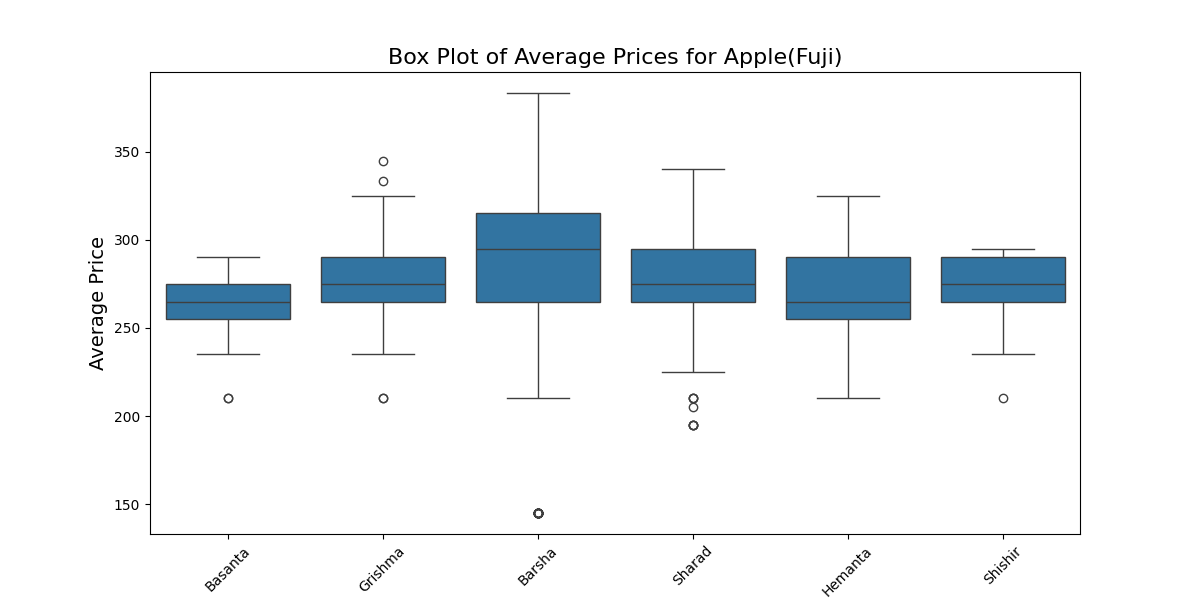 Box Plot of Average Prices for Apple(Fuji)
Average Price
350
300
250
200
150
Basanta
Grishma
Barsha
Sharad
Hemanta
Shishir